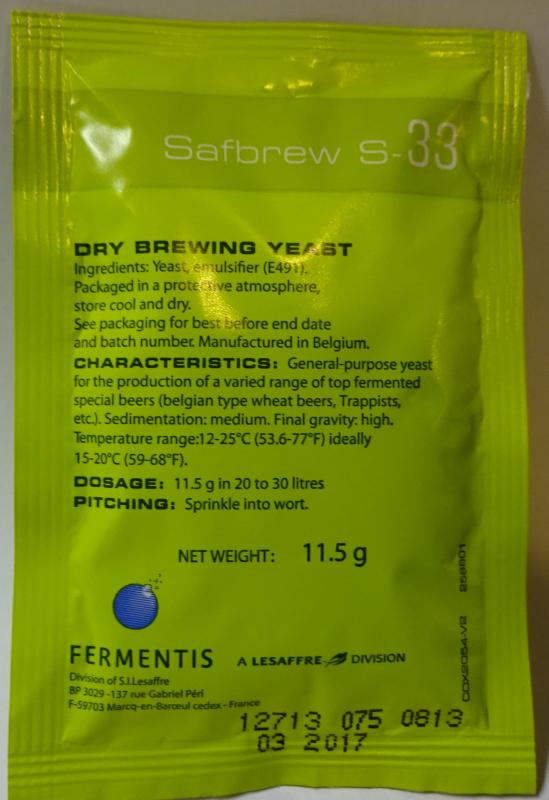 Safbrew S-33
DRY BREWING YEAST
Ingredients: Yeast, emulsifier (E491).
Packaged in a protective atmosphere,
store cool and dry.
See packaging for best before end date
and batch number. Manufactured in Belgium.
CHARACTERISTICS: General-purpose yeast
for the production of a varied range of top fermented
special beers (belgian type wheat beers, Trappists,
etc.). Sedimentation: medium. Final gravity: high.
Temperature range:12-25°C (53.6-77°F) ideally
15-20°C (59-68°F).
DOSAGE: 11.5 g in 20 to 30 litres
PITCHING: Sprinkle into wort.
NET WEIGHT: 11.5 g
FERMENTIS A LESAFFRE DIVISION
Division of S.I.Lesaffre
BP 3029 -137 rue Gabriel Péri
F-59703 Marcq-en-Barœul cedex - France
12713 075 0813
03 2017